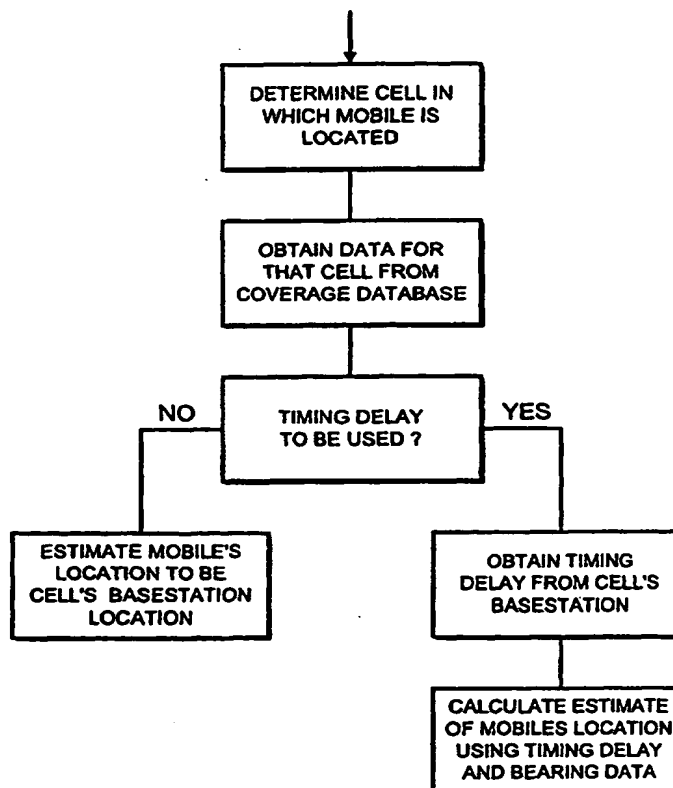 DETERMINE CELL IN
WHICH MOBILE IS
LOCATED
OBTAIN DATA FOR
THAT CELL FROM
COVERAGE DATABASE
TIMING DELAY
TO BE USED ?
NO
YES
ESTIMATE MOBILE'S
LOCATION TO BE
CELL'S BASESTATION
LOCATION
OBTAIN TIMING
DELAY FROM CELL'S
BASESTATION
CALCULATE ESTIMATE
OF MOBILES LOCATION
USING TIMING DELAY
AND BEARING DATA